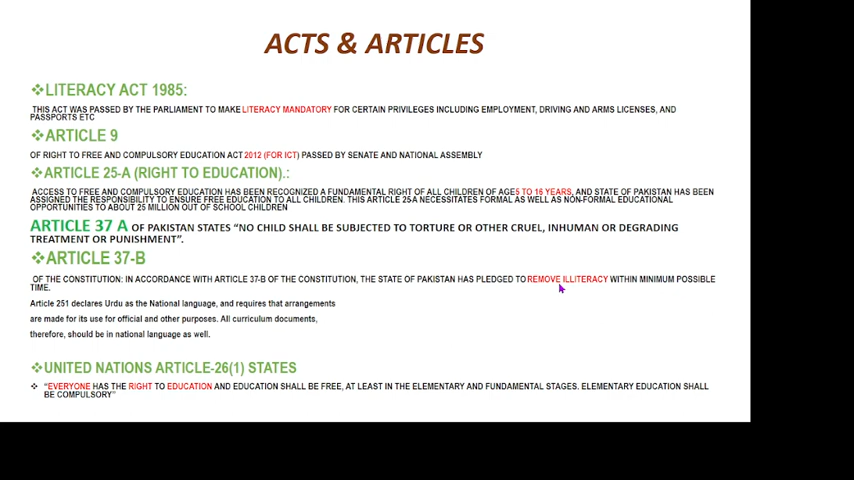 ACTS & ARTICLES
❖LITERACY ACT 1985:
THIS ACT WAS PASSED BY THE PARLIAMENT TO MAKE LITERACY MANDATORY FOR CERTAIN PRIVILEGES INCLUDING EMPLOYMENT, DRIVING AND ARMS LICENSES, AND
PASSPORTS ETC
❖ARTICLE 9
OF RIGHT TO FREE AND COMPULSORY EDUCATION ACT 2012 (FOR ICT) PASSED BY SENATE AND NATIONAL ASSEMBLY
❖ARTICLE 25-A (RIGHT TO EDUCATION).:
ACCESS TO FREE AND COMPULSORY EDUCATION HAS BEEN RECOGNIZED A FUNDAMENTAL RIGHT OF ALL CHILDREN OF AGE5 TO 16 YEARS, AND STATE OF PAKISTAN HAS BEEN
ASSIGNED THE RESPONSIBILITY TO ENSURE FREE EDUCATION TO ALL CHILDREN. THIS ARTICLE 25A NECESSITATES FORMAL AS WELL AS NON-FORMAL EDUCATIONAL
OPPORTUNITIES TO ABOUT 25 MILLION OUT OF SCHOOL CHILDREN
ARTICLE 37 A OF PAKISTAN STATES “NO CHILD SHALL BE SUBJECTED TO TORTURE OR OTHER CRUEL, INHUMAN OR DEGRADING
TREATMENT OR PUNISHMENT”.
❖ARTICLE 37-B
OF THE CONSTITUTION: IN ACCORDANCE WITH ARTICLE 37-B OF THE CONSTITUTION, THE STATE OF PAKISTAN HAS PLEDGED TO REMOVE ILLITERACY WITHIN MINIMUM POSSIBLE
TIME.
Article 251 declares Urdu as the National language, and requires that arrangements
are made for its use for official and other purposes. All curriculum documents,
therefore, should be in national language as well.
❖UNITED NATIONS ARTICLE-26(1) STATES
❖ “EVERYONE HAS THE RIGHT TO EDUCATION AND EDUCATION SHALL BE FREE, AT LEAST IN THE ELEMENTARY AND FUNDAMENTAL STAGES. ELEMENTARY EDUCATION SHALL
BE COMPULSORY”